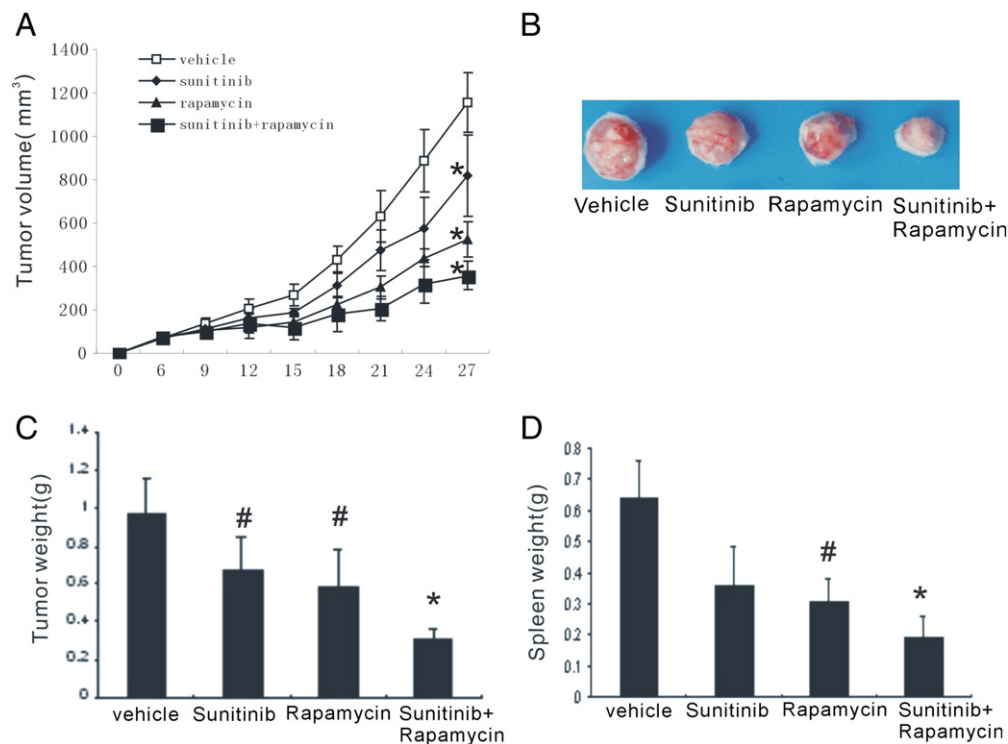 A
Tumor volume( mm³)
1400
1200
1000
800
600
400
200
0
vehicle
sunitinib
rapamycin
sunitinib+rapamycin
*
*
*
0 6 9 12 15 18 21 24 27
B
Vehicle Sunitinib Rapamycin Sunitinib+
Rapamycin
C
Tumor weight(g)
1.4
1.2
1
0.8
0.6
0.4
0.2
0
# # *
vehicle Sunitinib Rapamycin Sunitinib+
Rapamycin
D
Spleen weight(g)
0.8
0.7
0.6
0.5
0.4
0.3
0.2
0.1
0
# *
vehicle Sunitinib Rapamycin Sunitinib+
Rapamycin